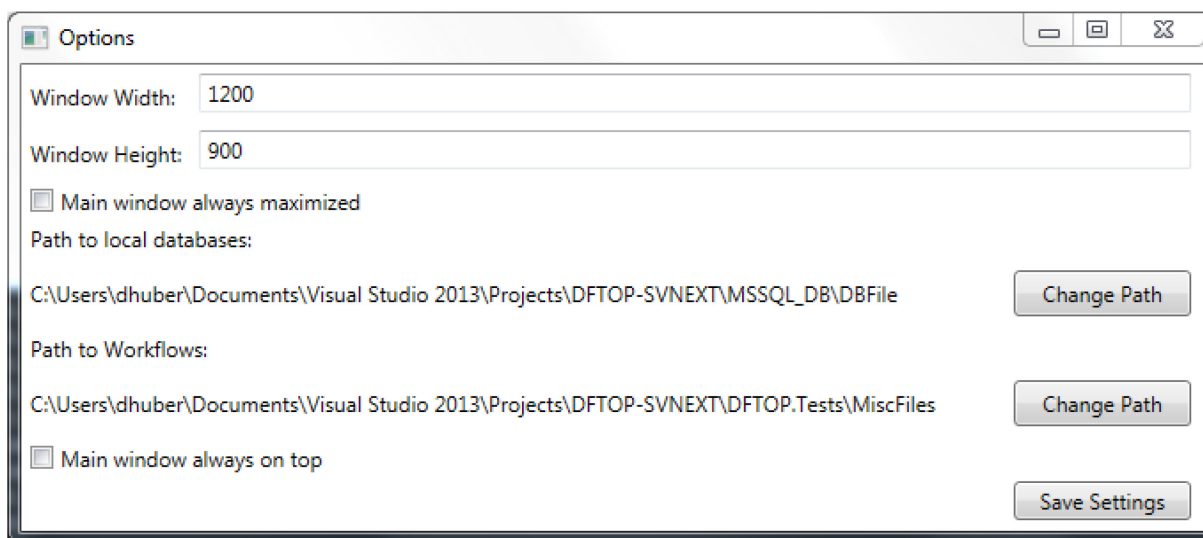 Options
Window Width: 1200
Window Height: 900
Main window always maximized
Path to local databases:
C:\Users\dhuber\Documents\Visual Studio 2013\Projects\DFTOP-SVNEXT\MSSQL_DB\DBFile Change Path
Path to Workflows:
C:\Users\dhuber\Documents\Visual Studio 2013\Projects\DFTOP-SVNEXT\DFTOP.Tests\MiscFiles Change Path
Main window always on top
Save Settings